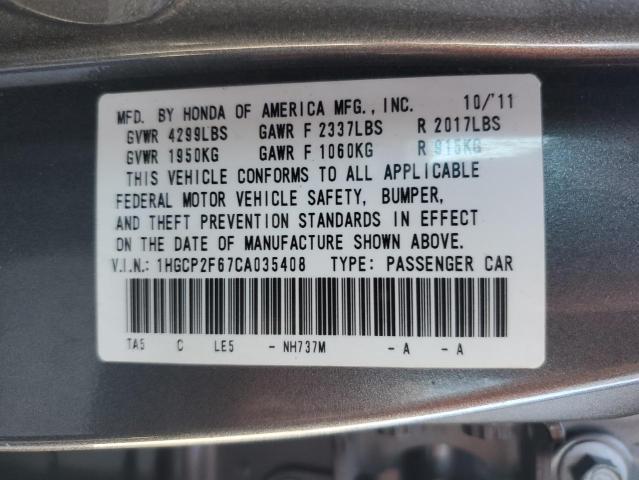 MFD. BY HONDA OF AMERICA MFG., INC. 10/'11
GVWR 4299LBS GAWR F 2337LBS R 2017LBS
GVWR 1950KG GAWR F 1060KG R 915KG
THIS VEHICLE CONFORMS TO ALL APPLICABLE
FEDERAL MOTOR VEHICLE SAFETY, BUMPER,
AND THEFT PREVENTION STANDARDS IN EFFECT
ON THE DATE OF MANUFACTURE SHOWN ABOVE.
V.I.N.: 1HGCP2F67CA035408 TYPE: PASSENGER CAR
TA5 C LE5 - NH737M - A - A